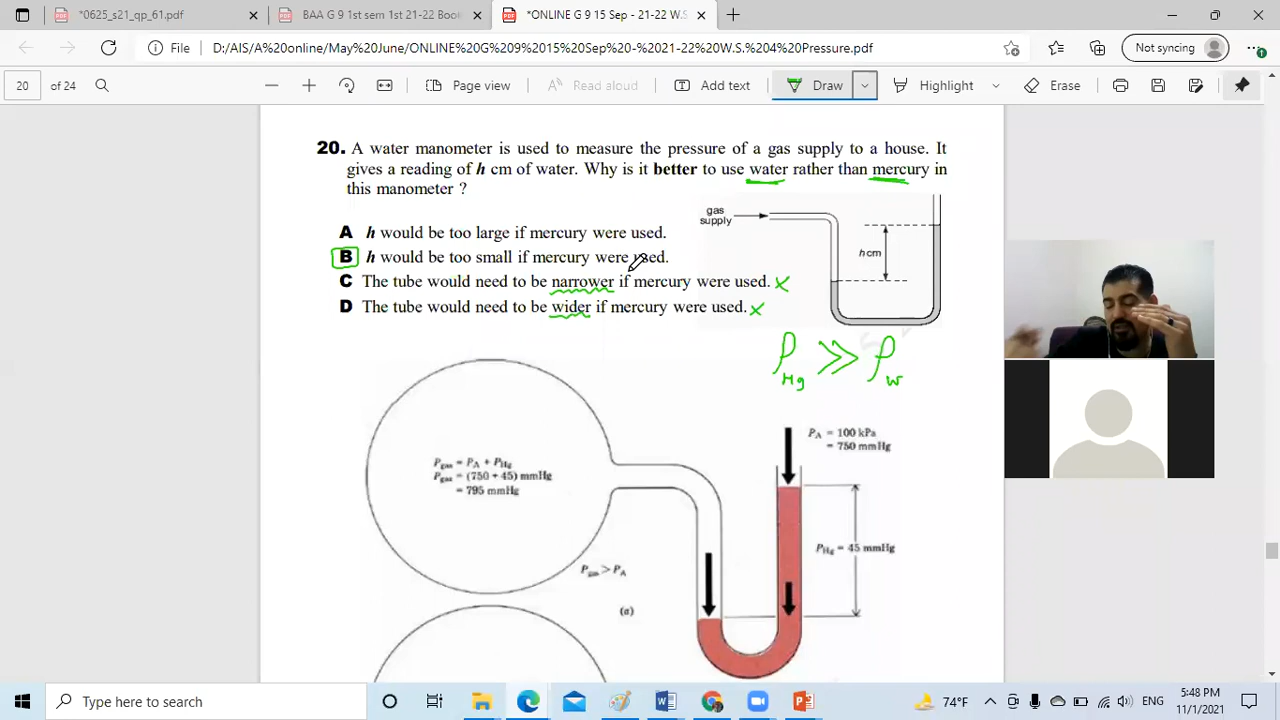 *0625_s21_qp_61.pdf
BAA G 9 1st sem 1st 21-22 Bool
*ONLINE G 9 15 Sep - 21-22 W.S.
File
D:/AIS/A%20online/May%20June/ONLINE%20G%209%2015%20Sep%20-%2021-22%20W.S.%204%20Pressure.pdf
Not syncing
20 of 24
Page view
Read aloud
Add text
Draw
Highlight
Erase
20. A water manometer is used to measure the pressure of a gas supply to a house. It
gives a reading of h cm of water. Why is it better to use water rather than mercury in
this manometer ?
A h would be too large if mercury were used.
B h would be too small if mercury were used.
C The tube would need to be narrower if mercury were used. x
D The tube would need to be wider if mercury were used. x
gas
supply
h cm
ρHg >> ρw
PA = 100 kPa
= 750 mmHg
Pgas = PA + PHg
Pgas = (750 + 45) mmHg
= 795 mmHg
PHg = 45 mmHg
Pgas > PA
(a)
Type here to search
74°F
ENG
5:48 PM
11/1/2021